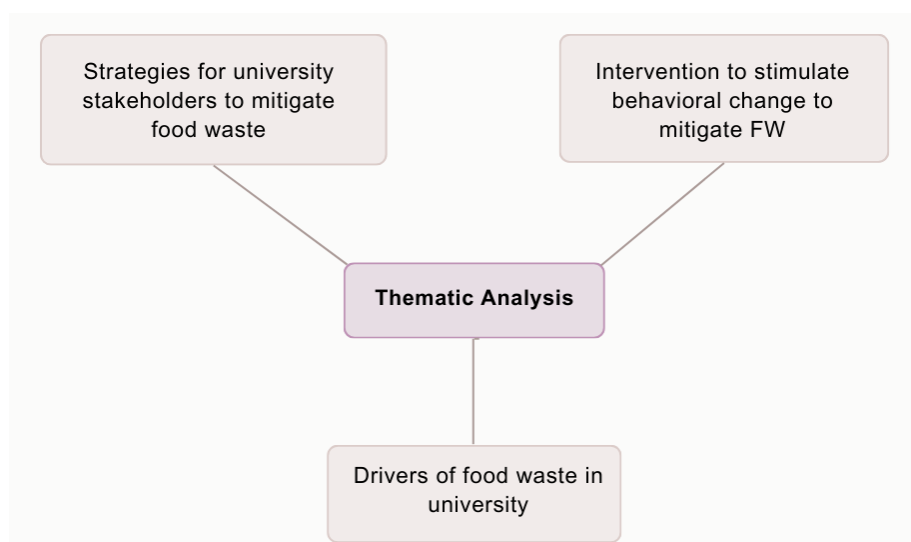 Strategies for university
stakeholders to mitigate
food waste
Intervention to stimulate
behavioral change to
mitigate FW
Thematic Analysis
Drivers of food waste in
university